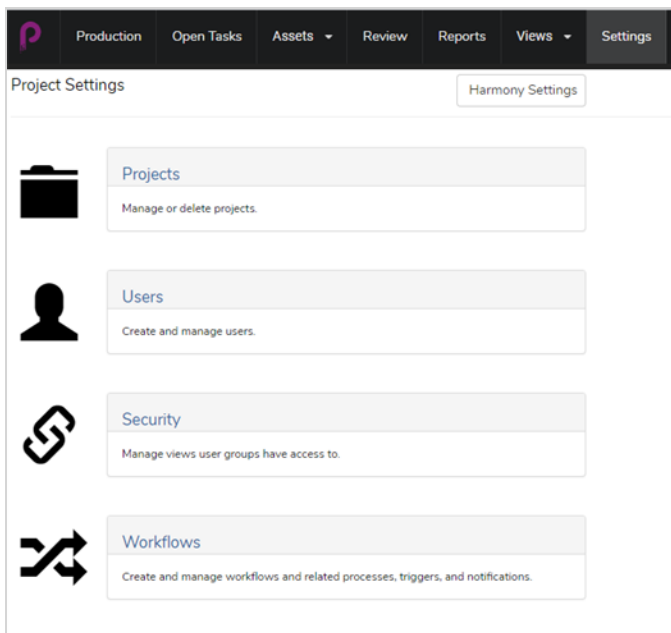 Production Open Tasks Assets Review Reports Views Settings
Project Settings Harmony Settings
Projects
Manage or delete projects.
Users
Create and manage users.
Security
Manage views user groups have access to.
Workflows
Create and manage workflows and related processes, triggers, and notifications.